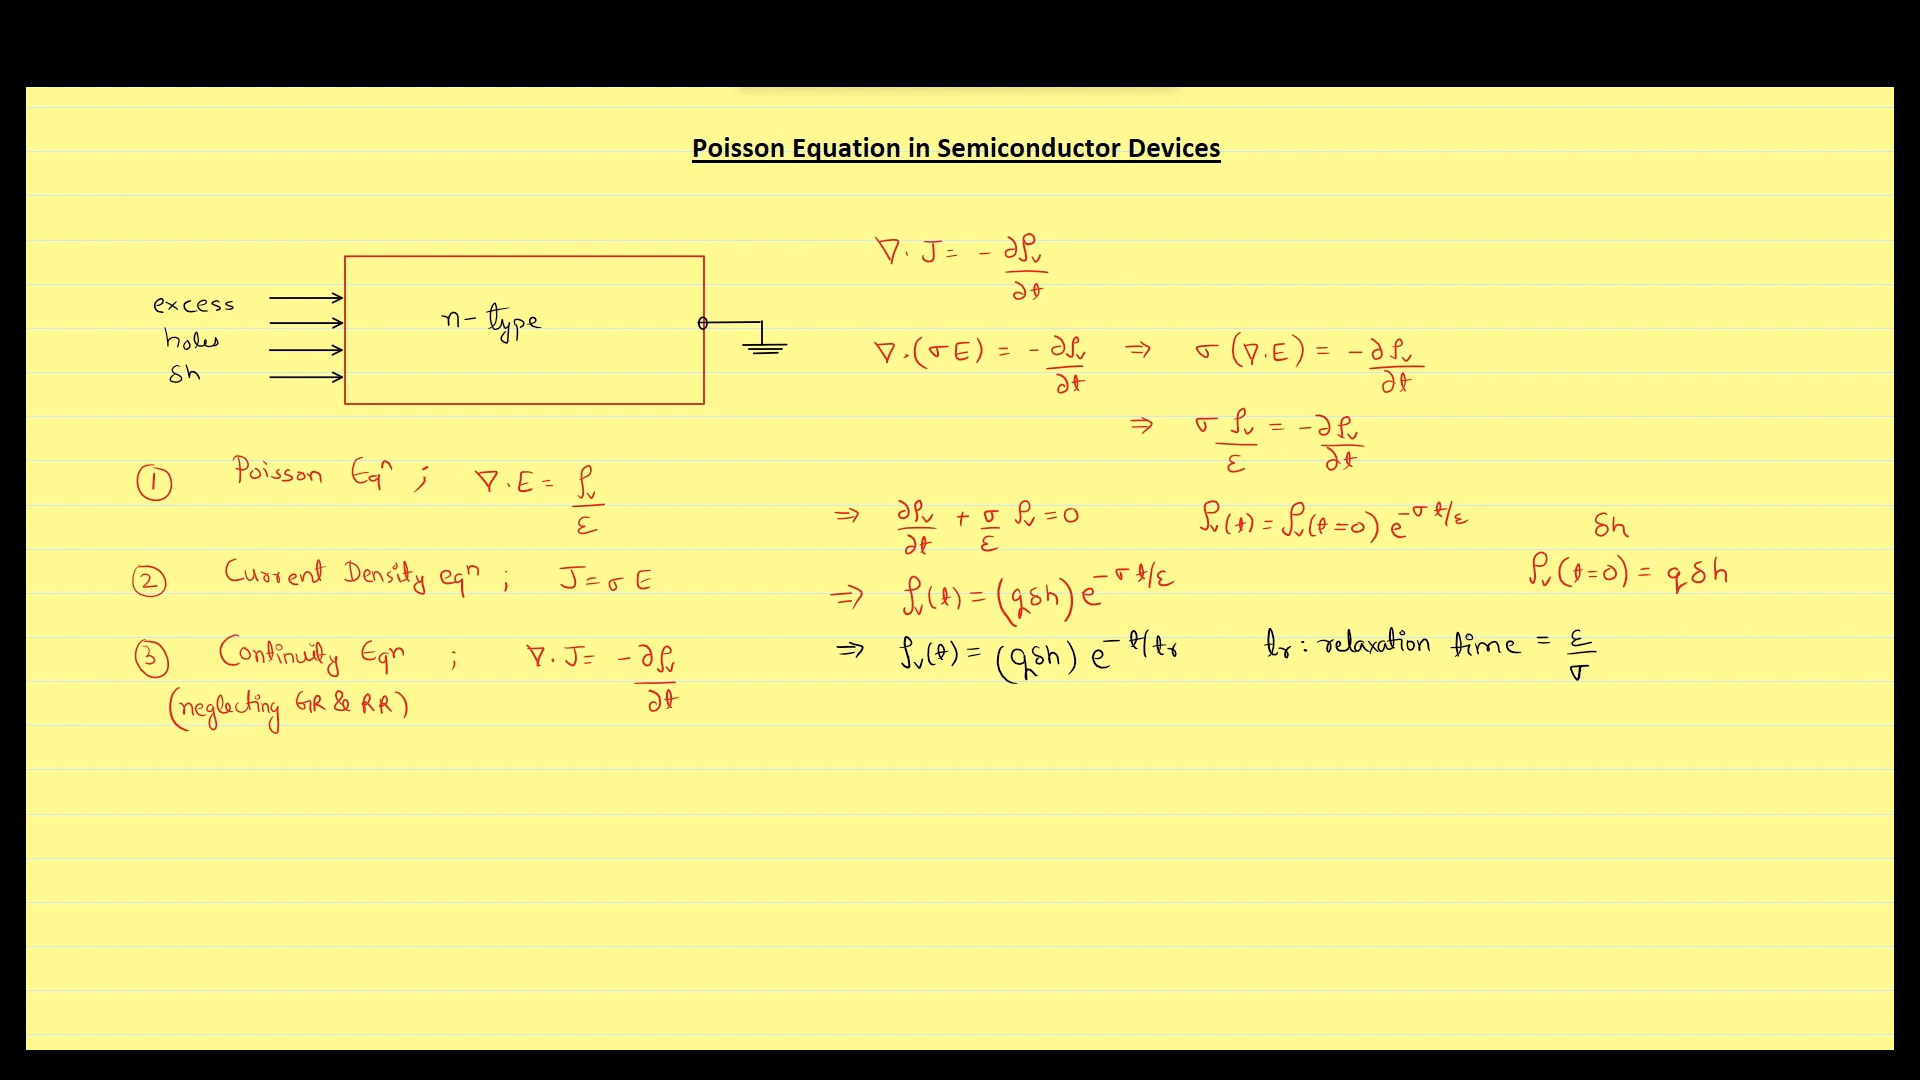 Poisson Equation in Semiconductor Devices
excess
holes
δh
n-type
① Poisson Eqⁿ ; ∇·E = ρᵥ/ε
② Current Density eqⁿ ; J = σE
③ Continuity Eqn ; ∇·J = -∂ρᵥ/∂t
(neglecting GR & RR)
∇·J = -∂ρᵥ/∂t
∇·(σE) = -∂ρᵥ/∂t ⇒ σ(∇·E) = -∂ρᵥ/∂t
⇒ σ ρᵥ/ε = -∂ρᵥ/∂t
⇒ ∂ρᵥ/∂t + σ/ε ρᵥ = 0 ρᵥ(t) = ρᵥ(t=0) e^(-σt/ε) δh
ρᵥ(t=0) = qδh
⇒ ρᵥ(t) = (qδh) e^(-σt/ε)
⇒ ρᵥ(t) = (qδh) e^(-t/tᵣ) tᵣ : relaxation time = ε/σ